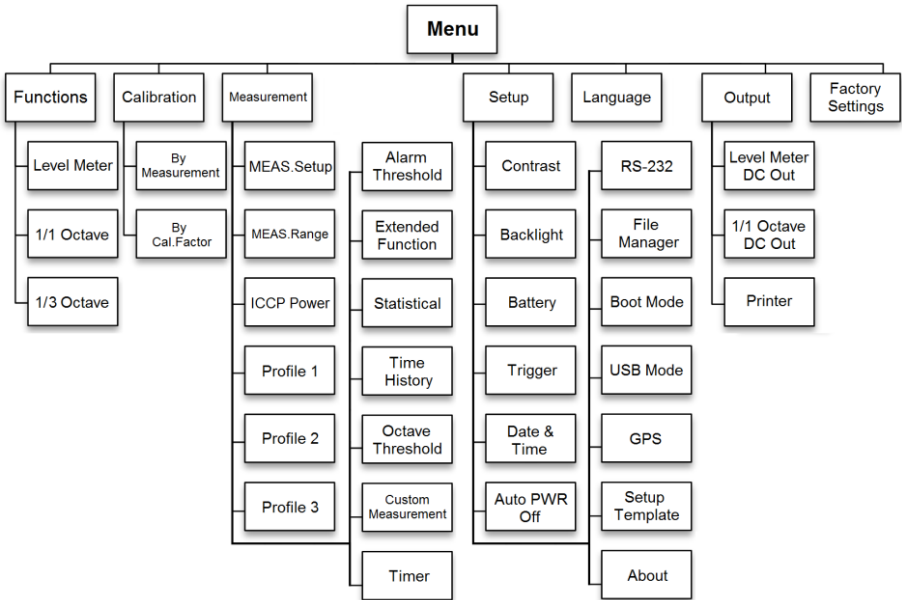 Menu
Functions
Calibration
Measurement
Setup
Language
Output
Factory
Settings
Level Meter
1/1 Octave
1/3 Octave
By
Measurement
By
Cal.Factor
MEAS.Setup
MEAS.Range
ICCP Power
Profile 1
Profile 2
Profile 3
Alarm
Threshold
Extended
Function
Statistical
Time
History
Octave
Threshold
Custom
Measurement
Timer
Contrast
Backlight
Battery
Trigger
Date &
Time
Auto PWR
Off
RS-232
File
Manager
Boot Mode
USB Mode
GPS
Setup
Template
About
Level Meter
DC Out
1/1 Octave
DC Out
Printer